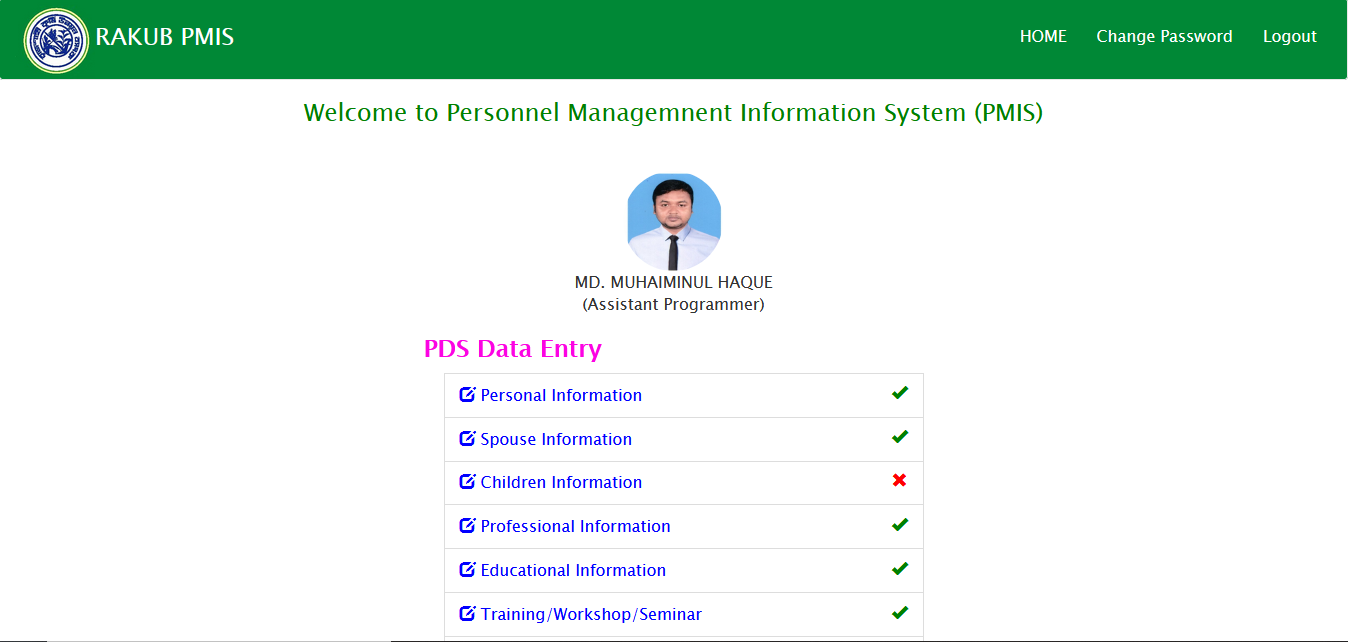 RAKUB PMIS
HOME
Change Password
Logout
Welcome to Personnel Managemnent Information System (PMIS)
MD. MUHAIMINUL HAQUE
(Assistant Programmer)
PDS Data Entry
Personal Information
Spouse Information
Children Information
Professional Information
Educational Information
Training/Workshop/Seminar